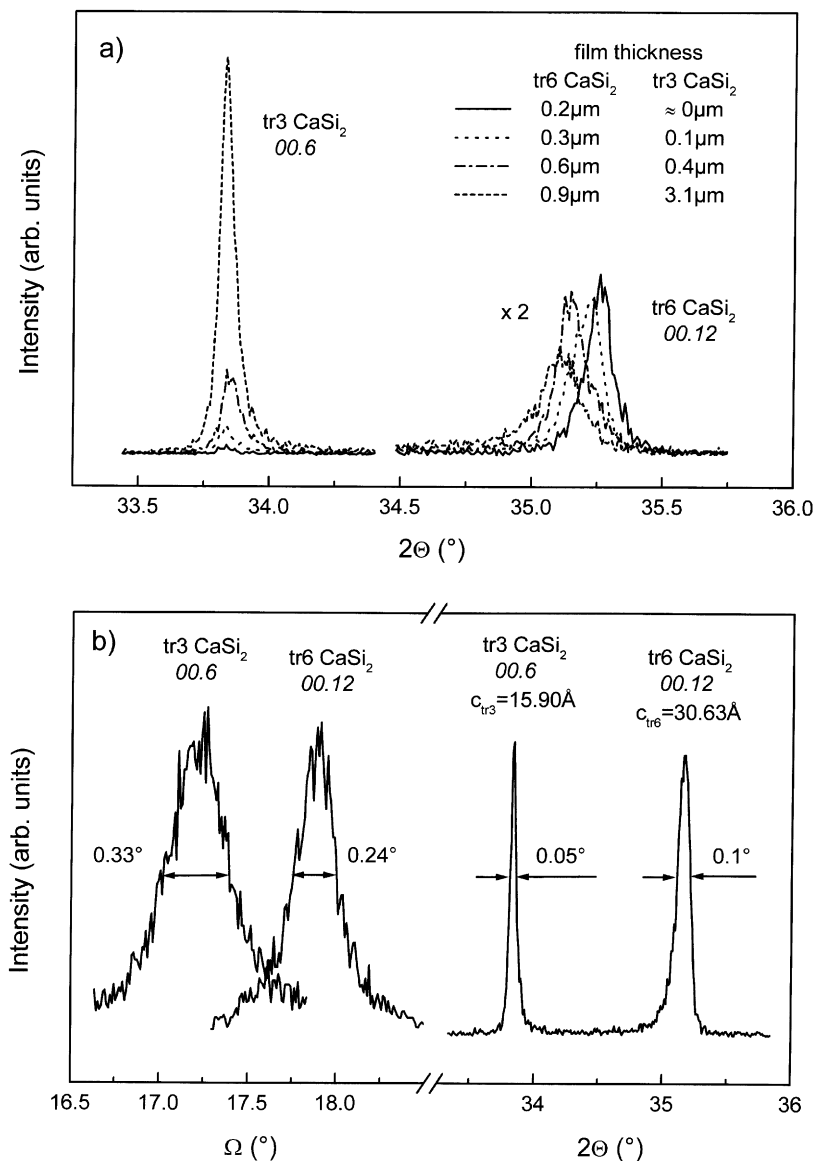 a)
film thickness
tr6 CaSi₂ tr3 CaSi₂
0.2µm ≈ 0µm
0.3µm 0.1µm
0.6µm 0.4µm
0.9µm 3.1µm
tr3 CaSi₂
00.6
x 2
tr6 CaSi₂
00.12
Intensity (arb. units)
33.5 34.0 34.5 35.0 35.5 36.0
2Θ (°)
b)
tr3 CaSi₂
00.6
tr6 CaSi₂
00.12
tr3 CaSi₂
00.6
c_tr3=15.90Å
tr6 CaSi₂
00.12
c_tr6=30.63Å
0.33° 0.24° 0.05° 0.1°
Intensity (arb. units)
16.5 17.0 17.5 18.0 34 35 36
Ω (°) 2Θ (°)